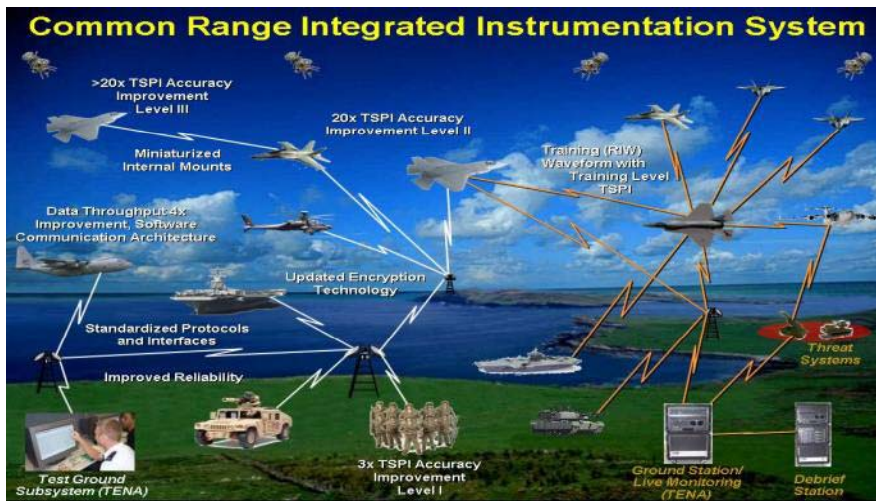 Common Range Integrated Instrumentation System
>20x TSPI Accuracy
Improvement
Level III
20x TSPI Accuracy
Improvement Level II
Miniaturized
Internal Mounts
Training (RIW)
Waveform with
Training Level
TSPI
Data Throughput 4x
Improvement, Software
Communication Architecture
Updated Encryption
Technology
Standardized Protocols
and Interfaces
Improved Reliability
Threat
Systems
Test Ground
Subsystem (TENA)
3x TSPI Accuracy
Improvement
Level I
Ground Station/
Live Monitoring
(TENA)
Debrief
Station